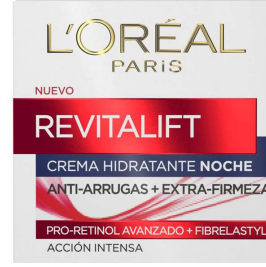 L'ORÉAL
PARiS
NUEVO
REVITALIFT
CREMA HIDRATANTE NOCHE
ANTI-ARRUGAS + EXTRA-FIRMEZA
PRO-RETINOL AVANZADO + FIBRELASTYL
ACCIÓN INTENSA